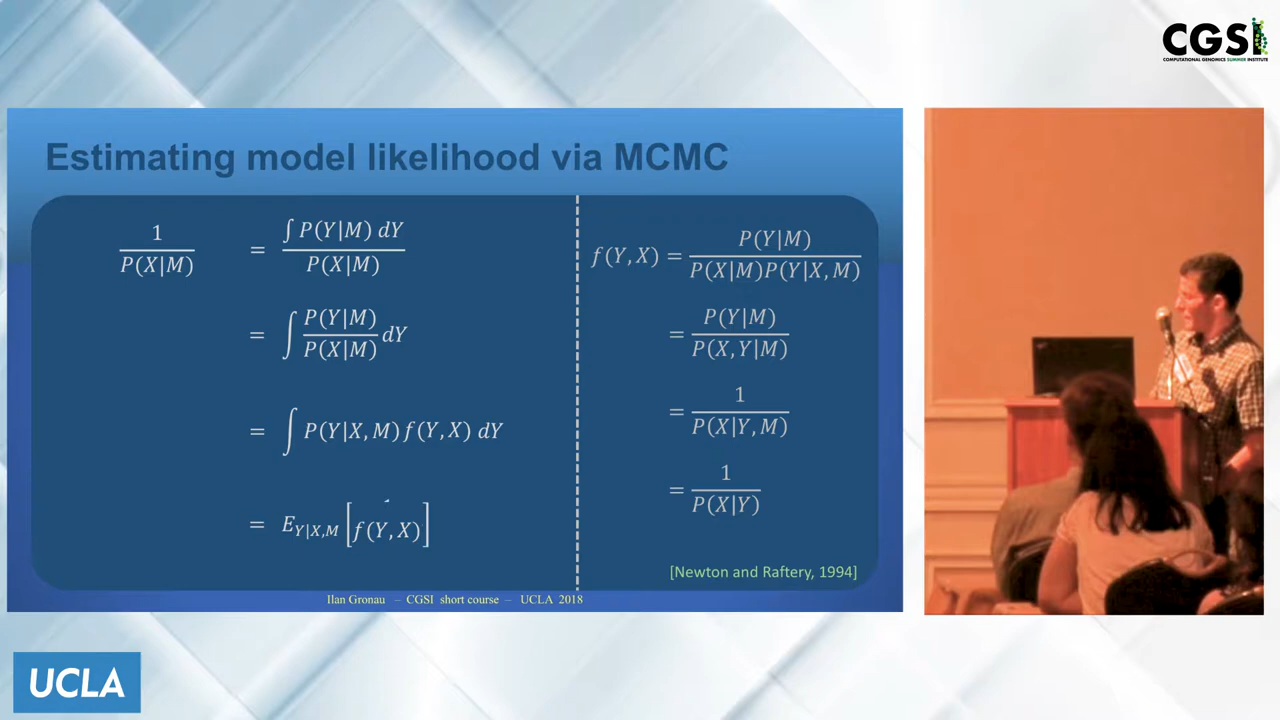 CGSI
COMPUTATIONAL GENOMICS SUMMER INSTITUTE
Estimating model likelihood via MCMC
1/P(X|M) = ∫ P(Y|M) dY / P(X|M)
= ∫ P(Y|M)/P(X|M) dY
= ∫ P(Y|X,M) f(Y,X) dY
= E_{Y|X,M} [f(Y,X)]
f(Y,X) = P(Y|M) / P(X|M)P(Y|X,M)
= P(Y|M) / P(X,Y|M)
= 1 / P(X|Y,M)
= 1 / P(X|Y)
[Newton and Raftery, 1994]
Ilan Gronau – CGSI short course – UCLA 2018
UCLA